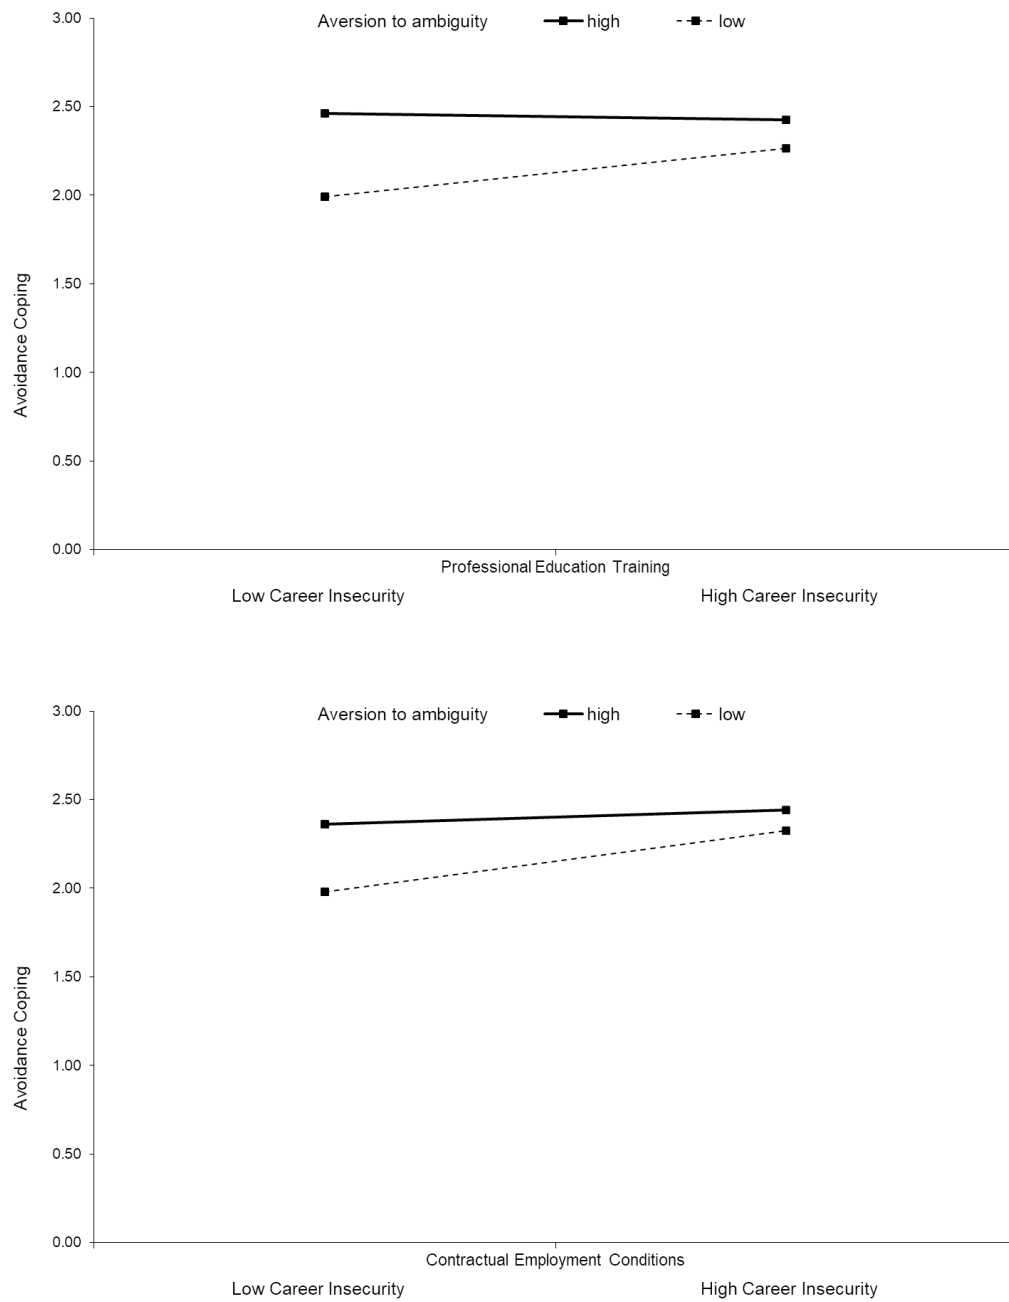 Aversion to ambiguity high low
3.00
2.50
2.00
1.50
1.00
0.50
0.00
Avoidance Coping
Professional Education Training
Low Career Insecurity High Career Insecurity
Aversion to ambiguity high low
3.00
2.50
2.00
1.50
1.00
0.50
0.00
Avoidance Coping
Contractual Employment Conditions
Low Career Insecurity High Career Insecurity